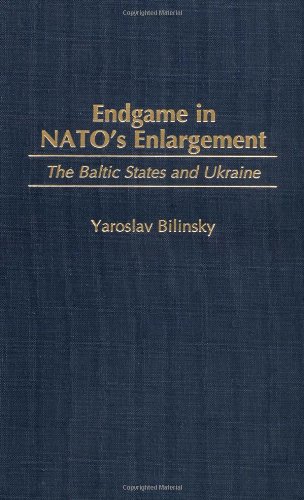 Endgame in
NATO's Enlargement
The Baltic States and Ukraine
Yaroslav Bilinsky